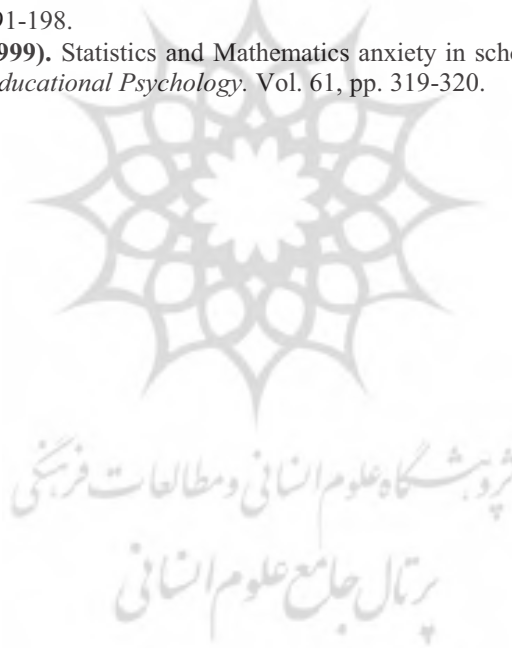 91-198.
999). Statistics and Mathematics anxiety in scho
ducational Psychology. Vol. 61, pp. 319-320.
پژوهشگاه علوم انسانی و مطالعات فرهنگی
پرتال جامع علوم انسانی